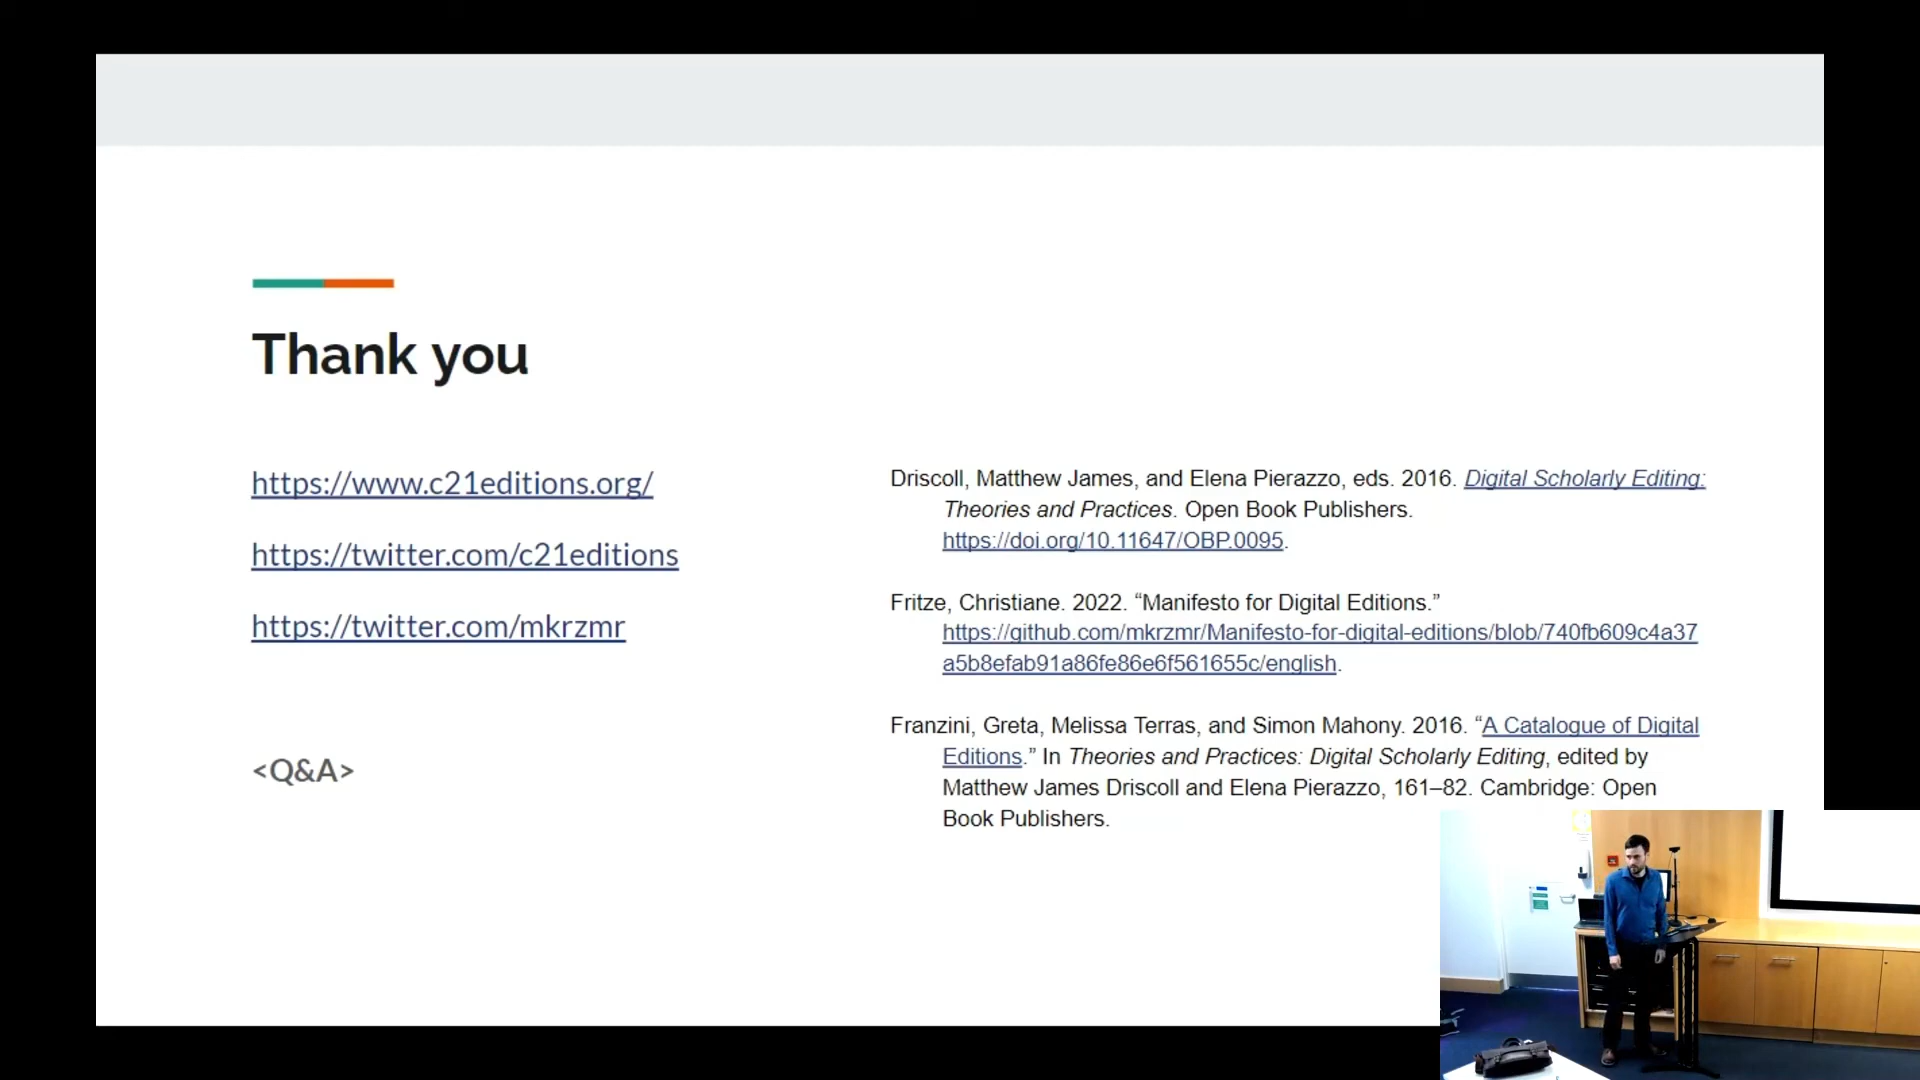 Thank you
https://www.c21editions.org/
https://twitter.com/c21editions
https://twitter.com/mkrzmr
<Q&A>
Driscoll, Matthew James, and Elena Pierazzo, eds. 2016. Digital Scholarly Editing:
Theories and Practices. Open Book Publishers.
https://doi.org/10.11647/OBP.0095.
Fritze, Christiane. 2022. “Manifesto for Digital Editions.”
https://github.com/mkrzmr/Manifesto-for-digital-editions/blob/740fb609c4a37
a5b8efab91a86fe86e6f561655c/english.
Franzini, Greta, Melissa Terras, and Simon Mahony. 2016. “A Catalogue of Digital
Editions.” In Theories and Practices: Digital Scholarly Editing, edited by
Matthew James Driscoll and Elena Pierazzo, 161–82. Cambridge: Open
Book Publishers.